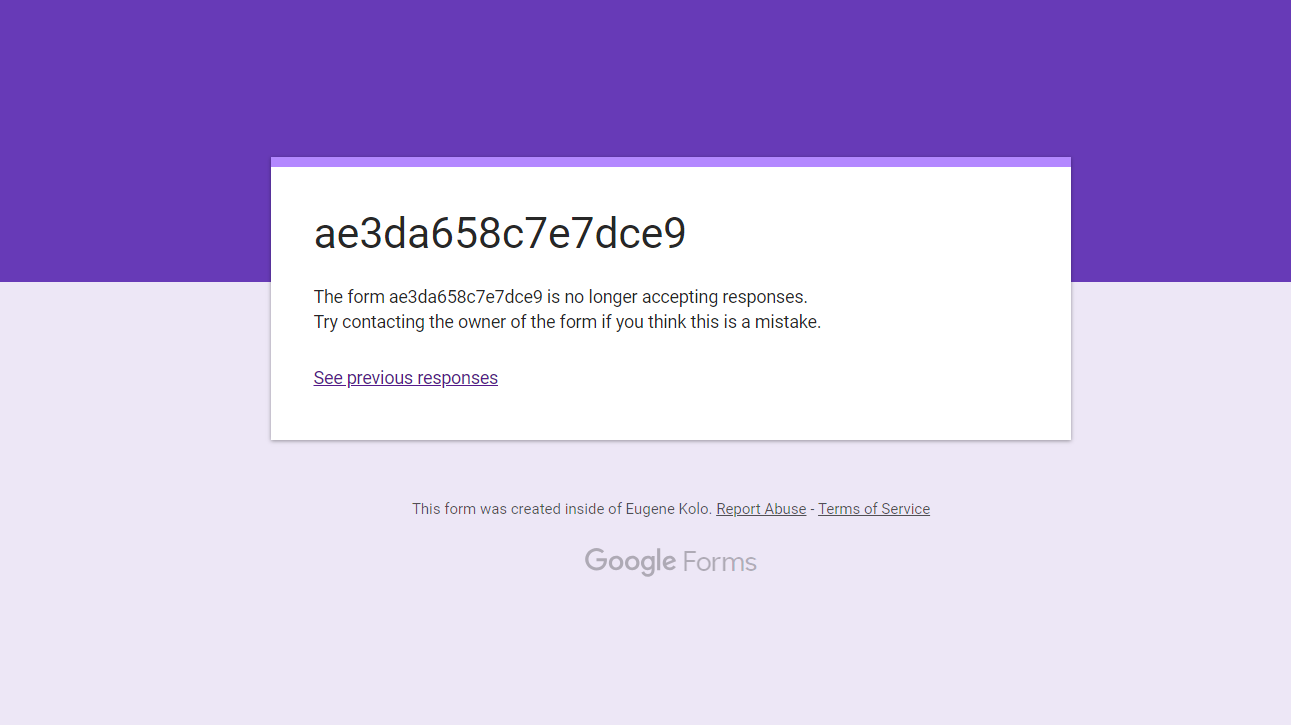 ae3da658c7e7dce9
The form ae3da658c7e7dce9 is no longer accepting responses.
Try contacting the owner of the form if you think this is a mistake.
See previous responses
This form was created inside of Eugene Kolo. Report Abuse - Terms of Service
Google Forms